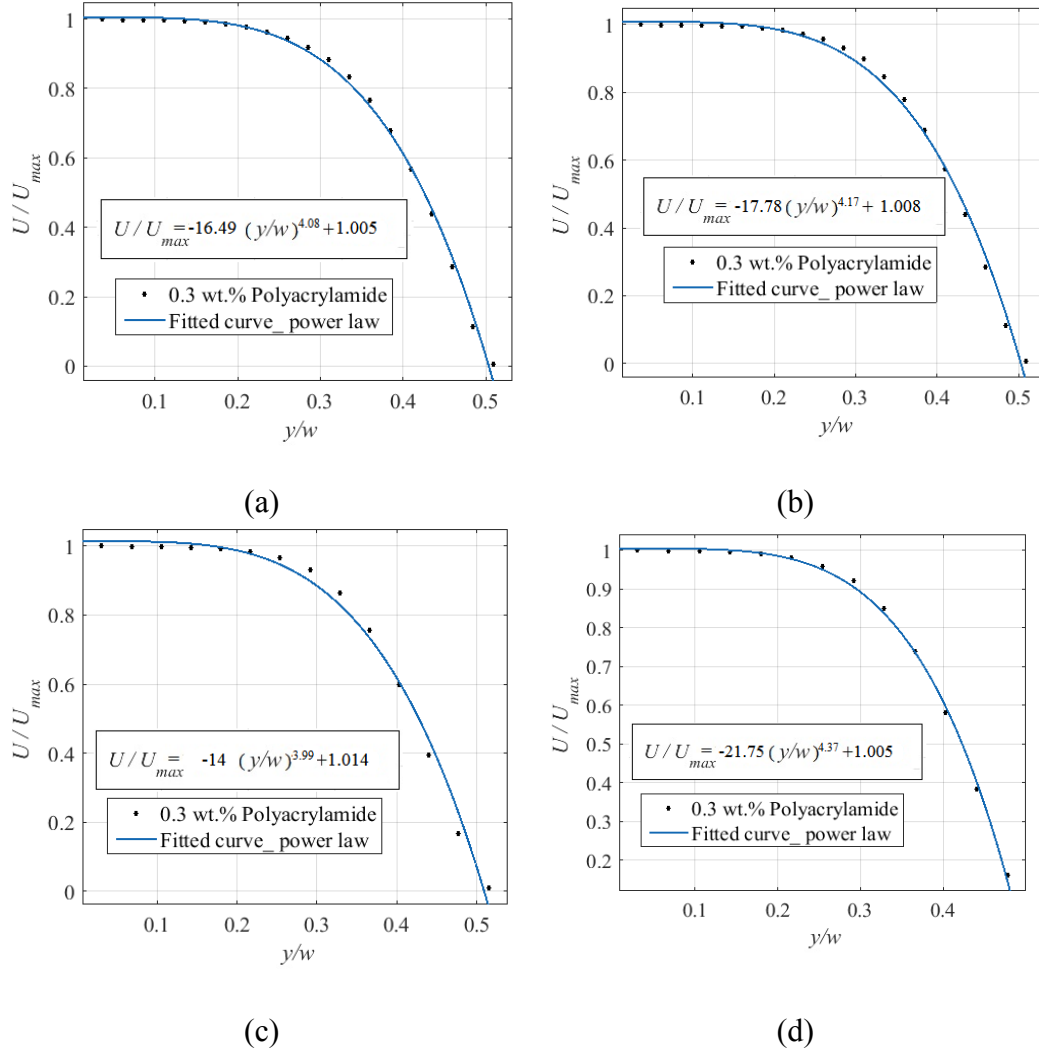 1
0.8
0.6
0.4
0.2
0
U / U_max
U / U_max = -16.49 (y/w)^4.08 +1.005
0.3 wt.% Polyacrylamide
Fitted curve_ power law
0.1 0.2 0.3 0.4 0.5
y/w
(a)
1
0.8
0.6
0.4
0.2
0
U / U_max
U / U_max = -17.78 (y/w)^4.17 + 1.008
0.3 wt.% Polyacrylamide
Fitted curve_ power law
0.1 0.2 0.3 0.4 0.5
y/w
(b)
1
0.8
0.6
0.4
0.2
0
U / U_max
U / U_max = -14 (y/w)^3.99 +1.014
0.3 wt.% Polyacrylamide
Fitted curve_ power law
0.1 0.2 0.3 0.4 0.5
y/w
(c)
1
0.9
0.8
0.7
0.6
0.5
0.4
0.3
0.2
U / U_max
U / U_max = -21.75 (y/w)^4.37 +1.005
0.3 wt.% Polyacrylamide
Fitted curve_ power law
0.1 0.2 0.3 0.4
y/w
(d)